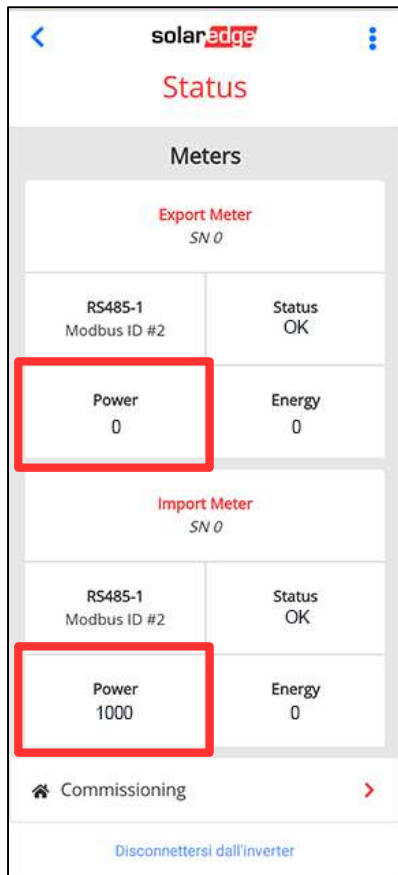 solaredge
Status
Meters
Export Meter
SN 0
RS485-1
Modbus ID #2
Status
OK
Power
0
Energy
0
Import Meter
SN 0
RS485-1
Modbus ID #2
Status
OK
Power
1000
Energy
0
Commissioning
Disconnettersi dall'inverter